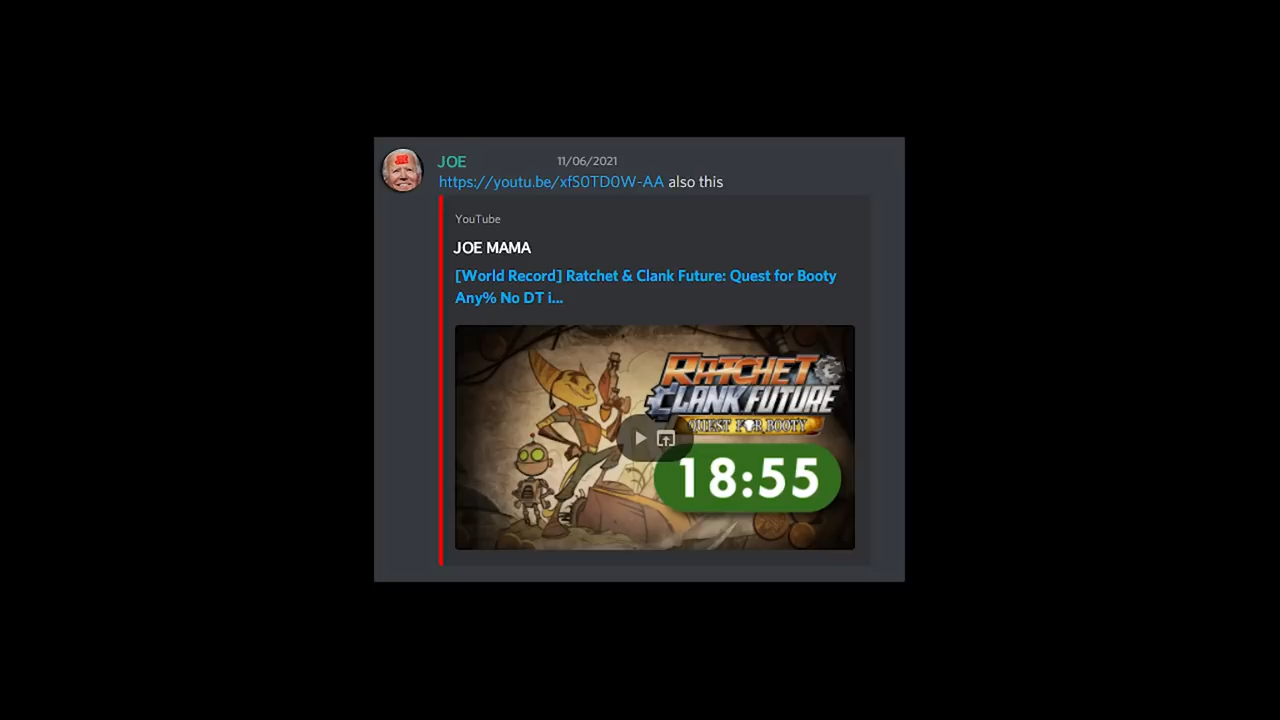 JOE 11/06/2021
https://youtu.be/xfS0TD0W-AA also this
YouTube
JOE MAMA
[World Record] Ratchet & Clank Future: Quest for Booty
Any% No DT i...
RATCHET
CLANK FUTURE
QUEST FOR BOOTY
18:55